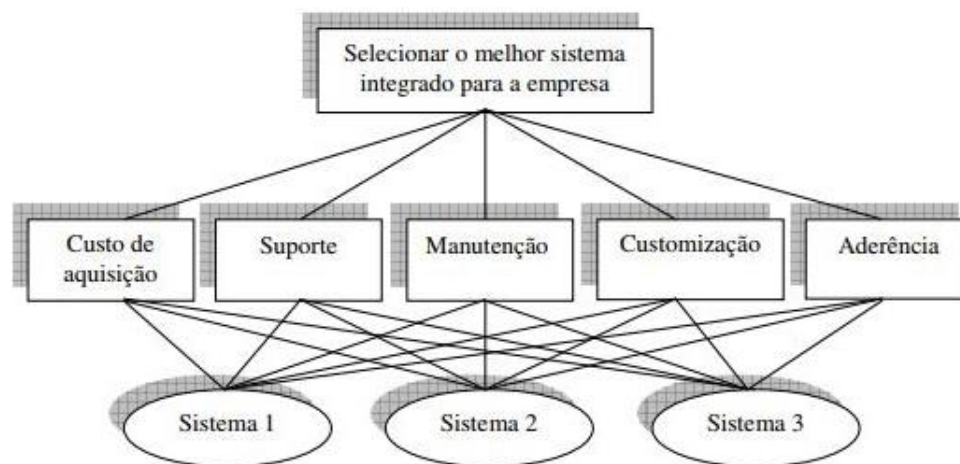 Selecionar o melhor sistema
integrado para a empresa
Custo de
aquisição
Suporte
Manutenção
Customização
Aderência
Sistema 1
Sistema 2
Sistema 3